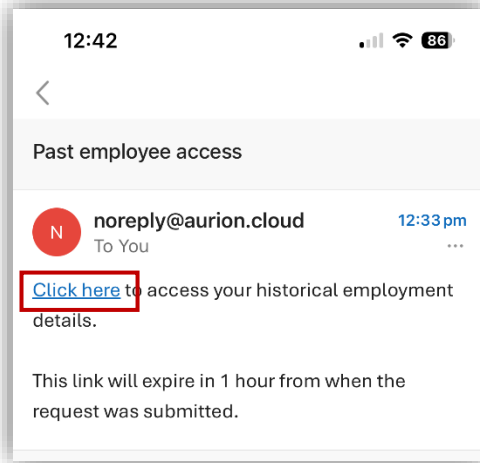 12:42
86
Past employee access
N
noreply@aurion.cloud
12:33 pm
To You
...
Click here to access your historical employment
details.
This link will expire in 1 hour from when the
request was submitted.